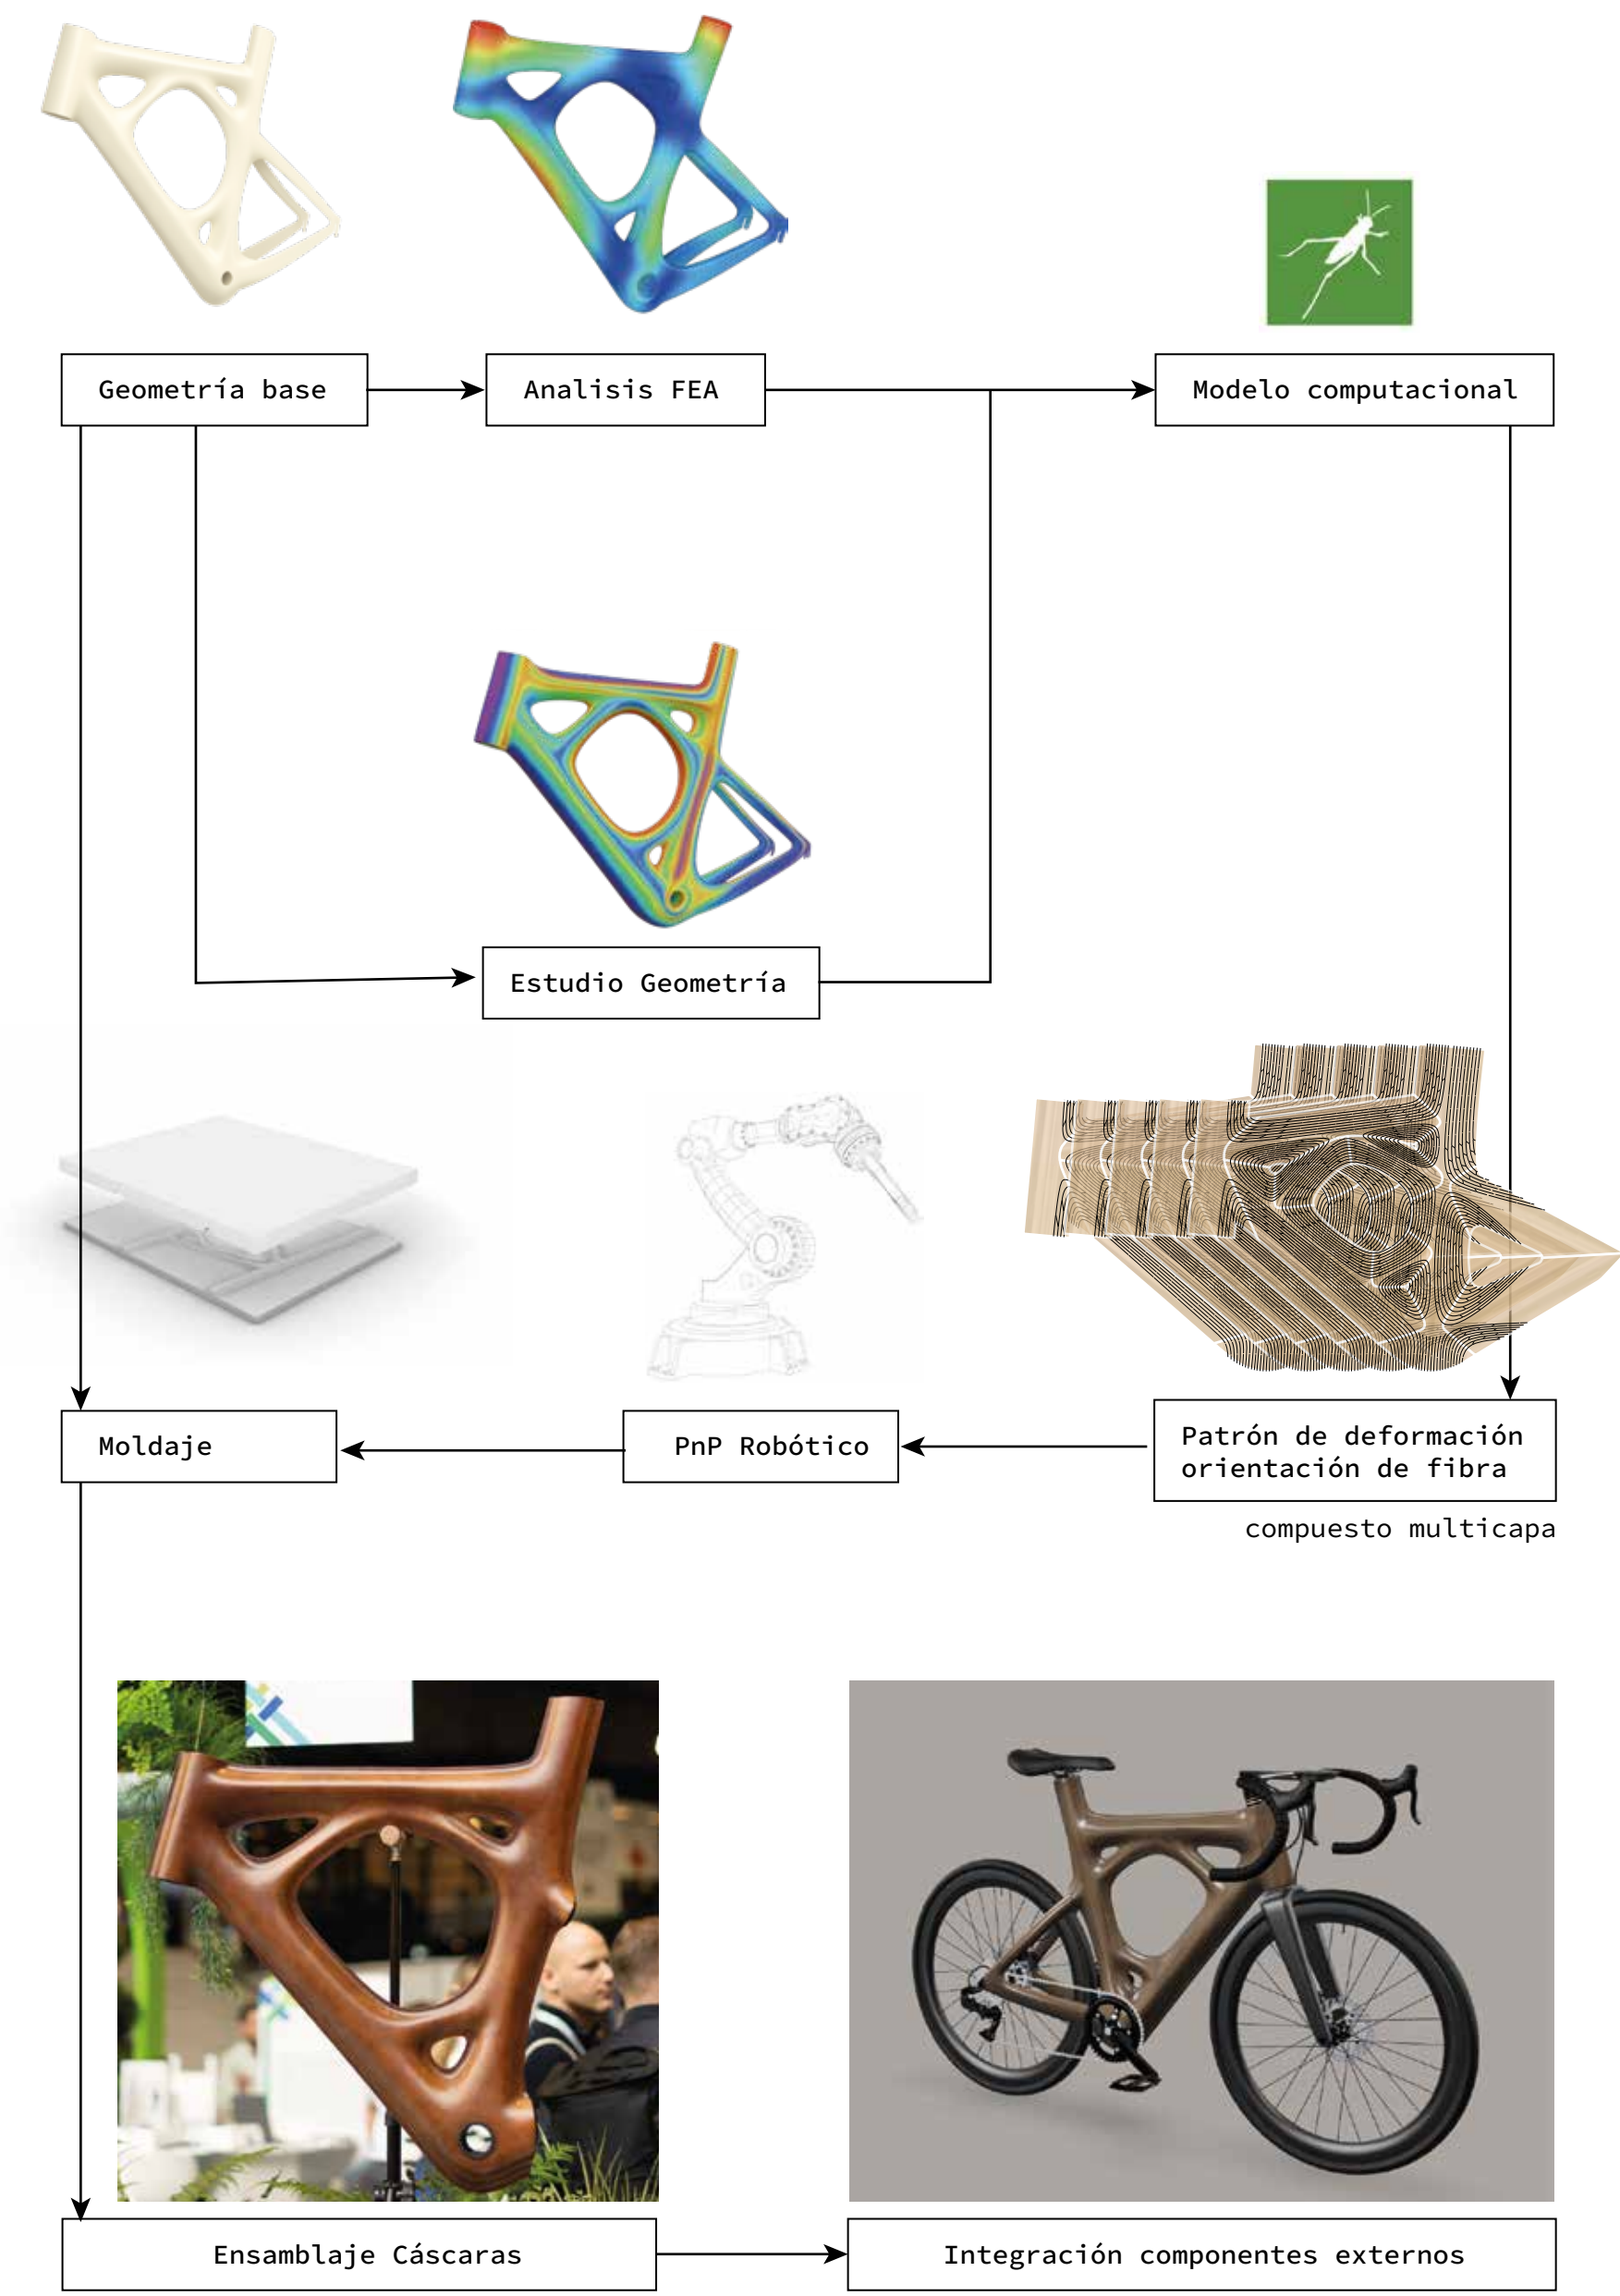 Geometría base
Analisis FEA
Modelo computacional
Estudio Geometría
Moldaje
PnP Robótico
Patrón de deformación
orientación de fibra
compuesto multicapa
Ensamblaje Cáscaras
Integración componentes externos